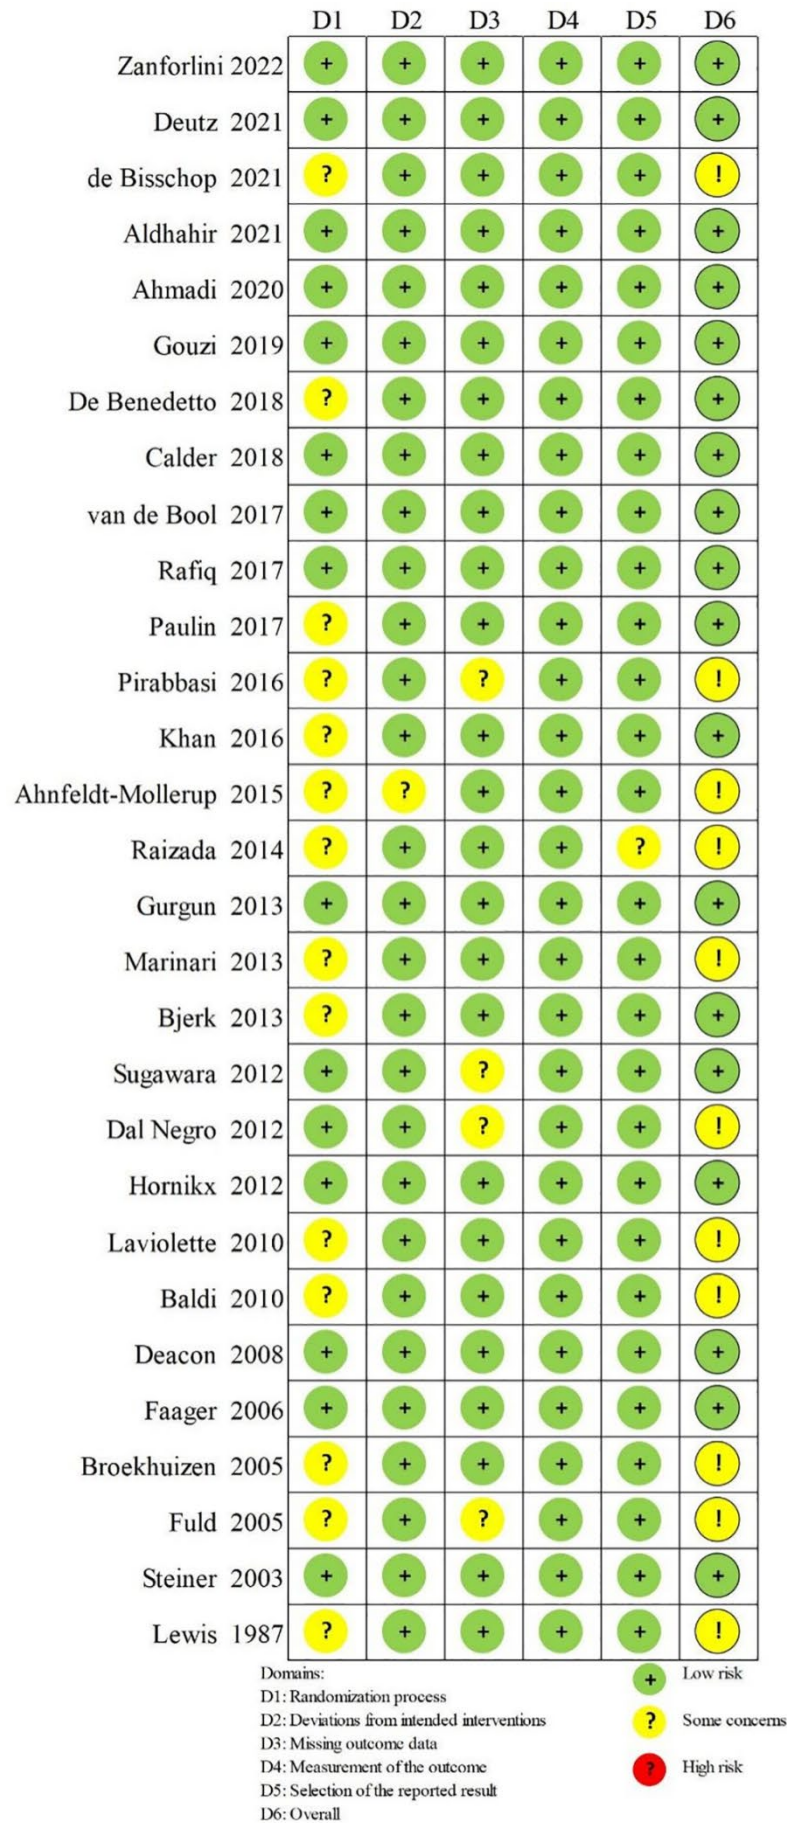 D1 D2 D3 D4 D5 D6
Zanforlini 2022 + + + + + +
Deutz 2021 + + + + + +
de Bisschop 2021 ? + + + + !
Aldhahir 2021 + + + + + +
Ahmadi 2020 + + + + + +
Gouzi 2019 + + + + + +
De Benedetto 2018 ? + + + + +
Calder 2018 + + + + + +
van de Bool 2017 + + + + + +
Rafiq 2017 + + + + + +
Paulin 2017 ? + + + + +
Pirabbasi 2016 ? + ? + + !
Khan 2016 ? + + + + +
Ahnfeldt-Mollerup 2015 ? ? + + + !
Raizada 2014 ? + + + ? !
Gurgun 2013 + + + + + +
Marinari 2013 ? + + + + !
Bjerk 2013 ? + + + + +
Sugawara 2012 + + ? + + +
Dal Negro 2012 + + ? + + !
Hornikx 2012 + + + + + +
Laviolette 2010 ? + + + + !
Baldi 2010 ? + + + + !
Deacon 2008 + + + + + +
Faager 2006 + + + + + +
Broekhuizen 2005 ? + + + + !
Fuld 2005 ? + ? + + !
Steiner 2003 + + + + + +
Lewis 1987 ? + + + + !
Domains:
D1: Randomization process
D2: Deviations from intended interventions
D3: Missing outcome data
D4: Measurement of the outcome
D5: Selection of the reported result
D6: Overall
+ Low risk
? Some concerns
? High risk